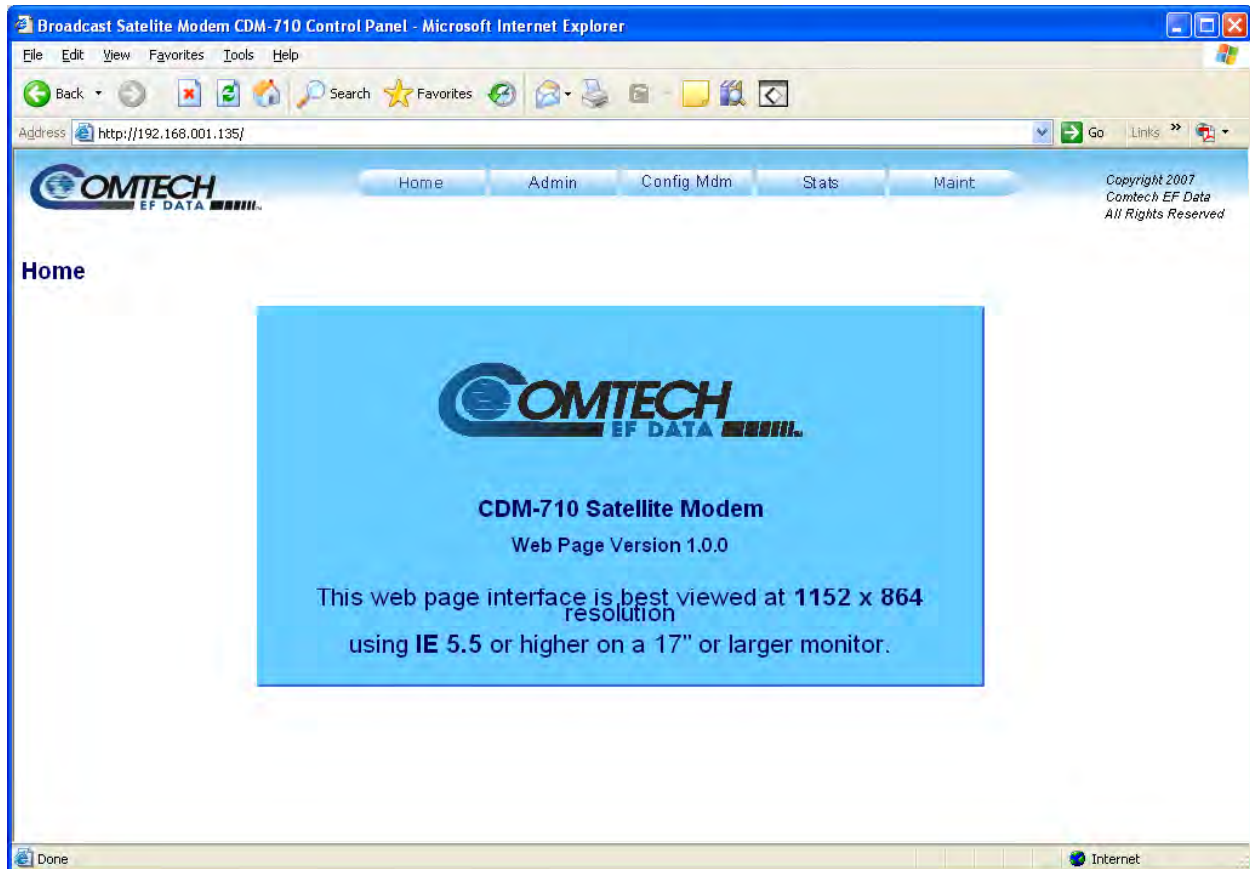 Broadcast Satelite Modem CDM-710 Control Panel - Microsoft Internet Explorer
File Edit View Favorites Tools Help
Back Search Favorites
Address http://192.168.001.135/ Go Links »
COMTECH
EF DATA
Home Admin Config Mdm Stats Maint
Copyright 2007
Comtech EF Data
All Rights Reserved
Home
COMTECH
EF DATA
CDM-710 Satellite Modem
Web Page Version 1.0.0
This web page interface is best viewed at 1152 x 864
resolution
using IE 5.5 or higher on a 17" or larger monitor.
Done Internet